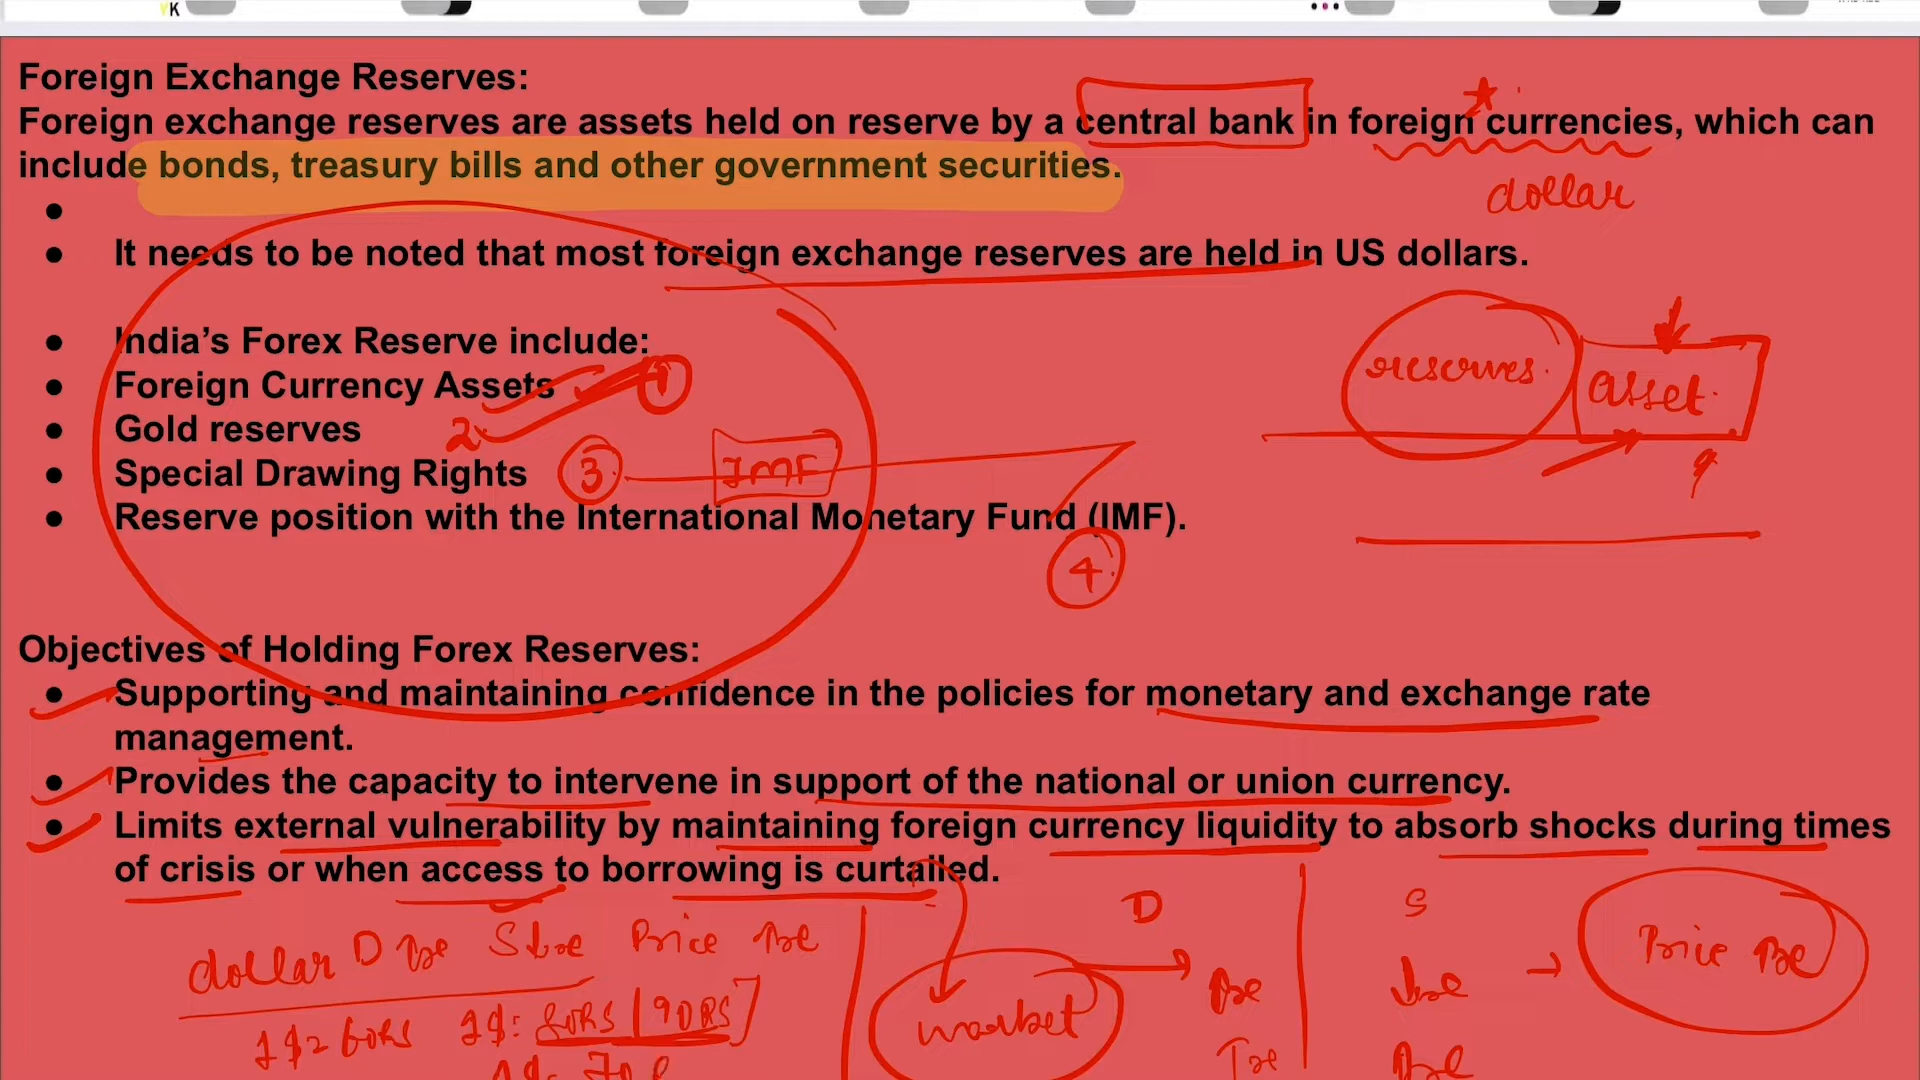 K
Foreign Exchange Reserves:
Foreign exchange reserves are assets held on reserve by a central bank in foreign currencies, which can
include bonds, treasury bills and other government securities.
dollar
It needs to be noted that most foreign exchange reserves are held in US dollars.
India's Forex Reserve include:
Foreign Currency Assets 1
Gold reserves 2
Special Drawing Rights 3 IMF
Reserve position with the International Monetary Fund (IMF).
4
reserves. asset.
Objectives of Holding Forex Reserves:
Supporting and maintaining confidence in the policies for monetary and exchange rate
management.
Provides the capacity to intervene in support of the national or union currency.
Limits external vulnerability by maintaining foreign currency liquidity to absorb shocks during times
of crisis or when access to borrowing is curtailed.
D S
dollar D S Price
Price
market
80RS | 90RS